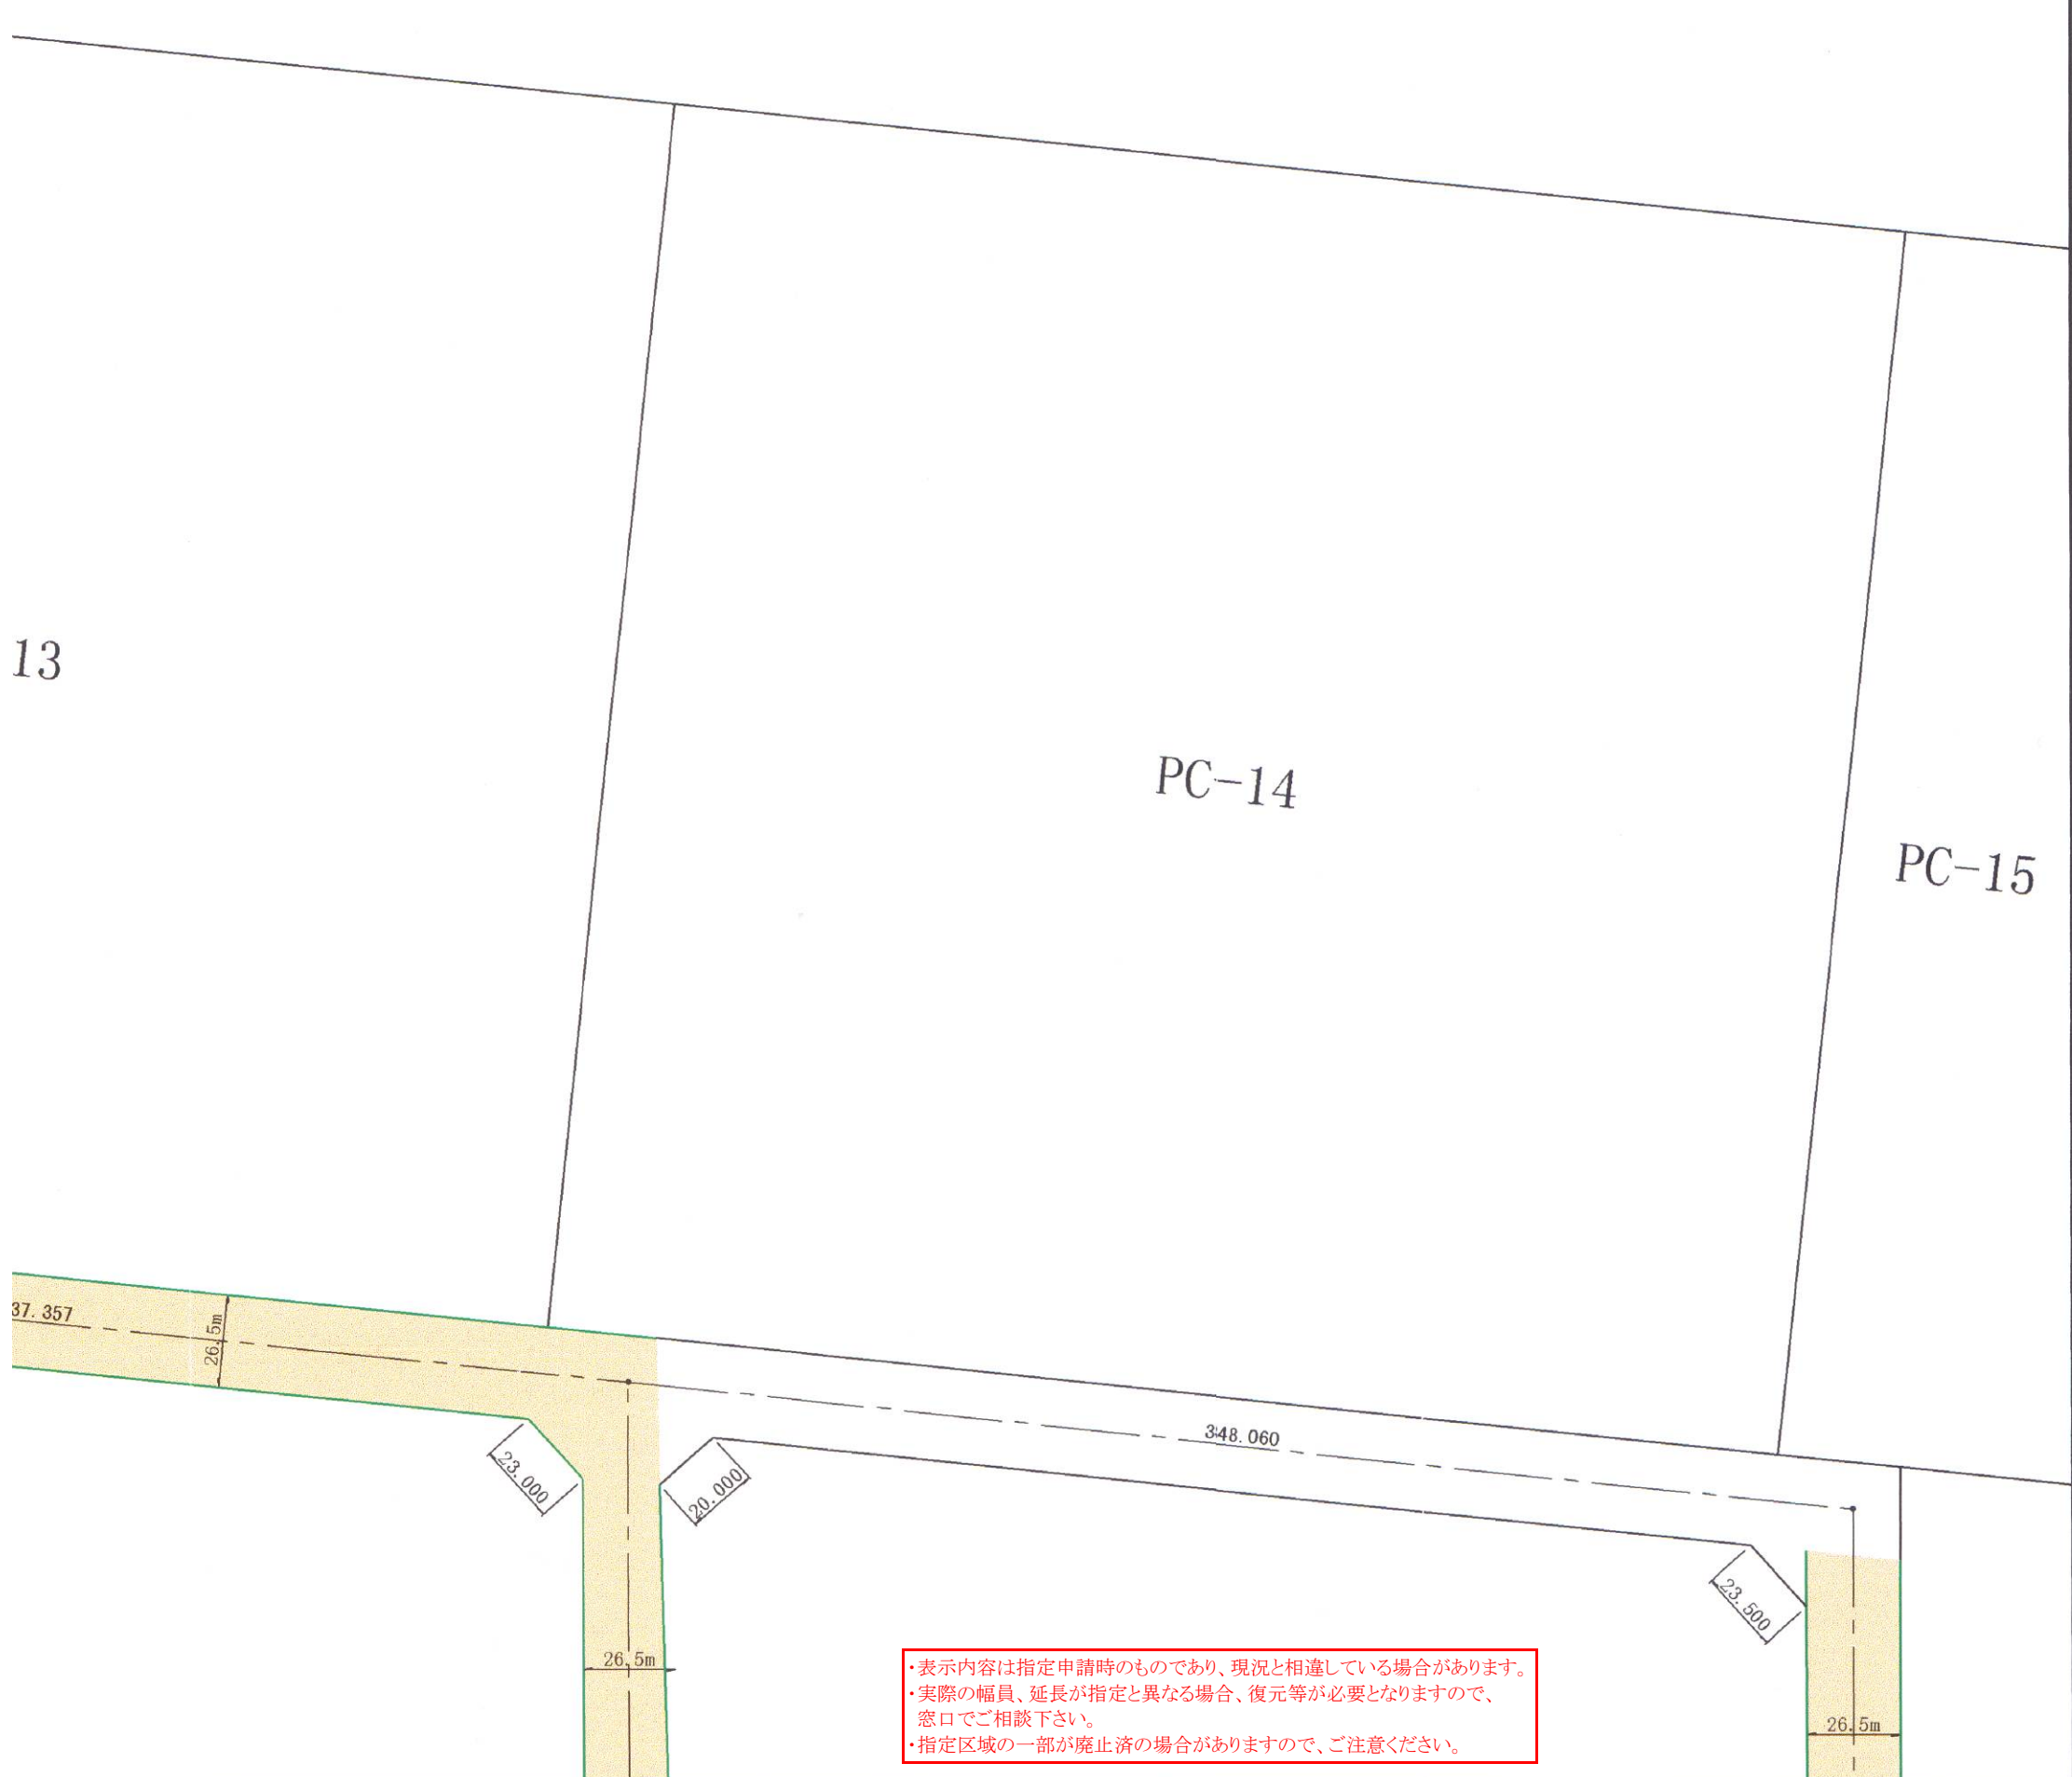 13
PC-14
PC-15
37.357
26.5m
348.060
23.000
20.000
23.500
26.5m
26.5m
・表示内容は指定申請時のものであり、現況と相違している場合があります。
・実際の幅員、延長が指定と異なる場合、復元等が必要となりますので、
窓口でご相談下さい。
・指定区域の一部が廃止済の場合がありますので、ご注意ください。